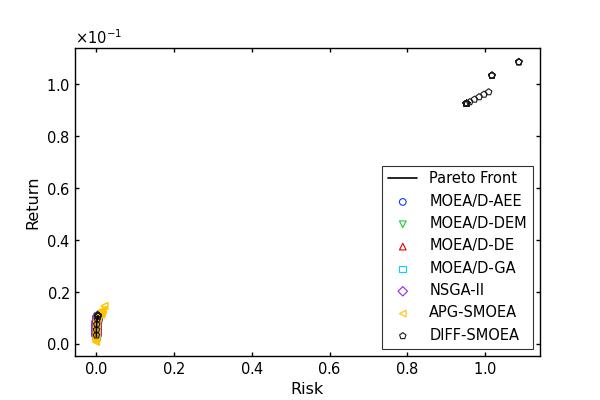 ×10⁻¹
1.0
0.8
0.6
0.4
0.2
0.0
Return
0.0 0.2 0.4 0.6 0.8 1.0
Risk
Pareto Front
MOEA/D-AEE
MOEA/D-DEM
MOEA/D-DE
MOEA/D-GA
NSGA-II
APG-SMOEA
DIFF-SMOEA